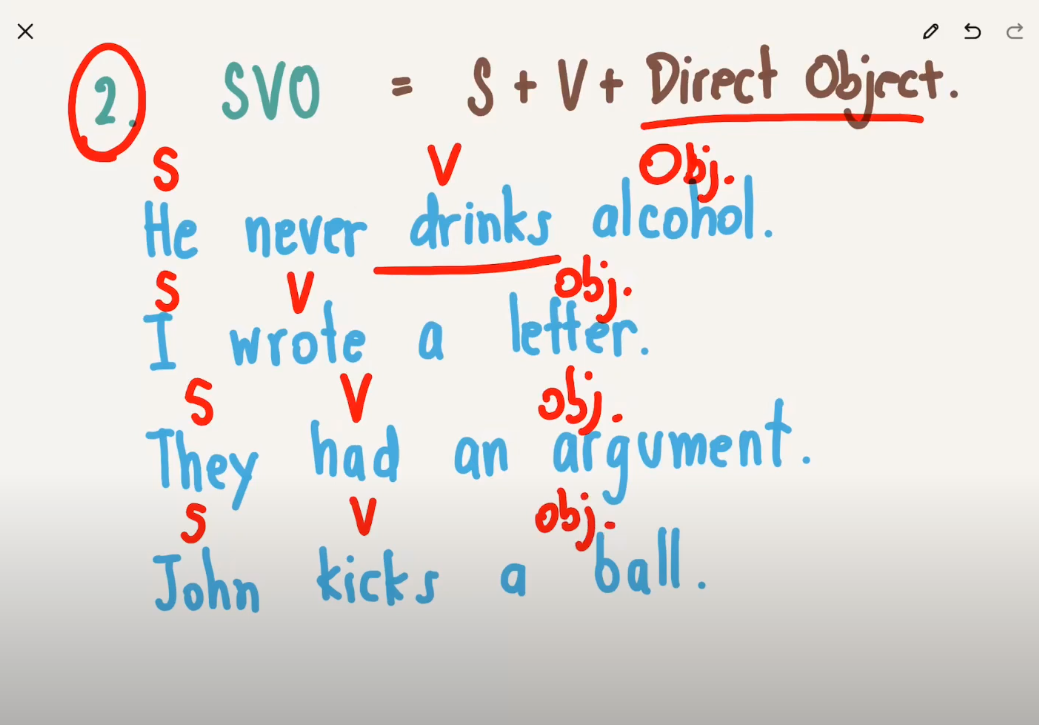 2. SVO = S + V + Direct Object.
S V Obj.
He never drinks alcohol.
S V obj.
I wrote a letter.
S V obj.
They had an argument.
S V obj.
John kicks a ball.